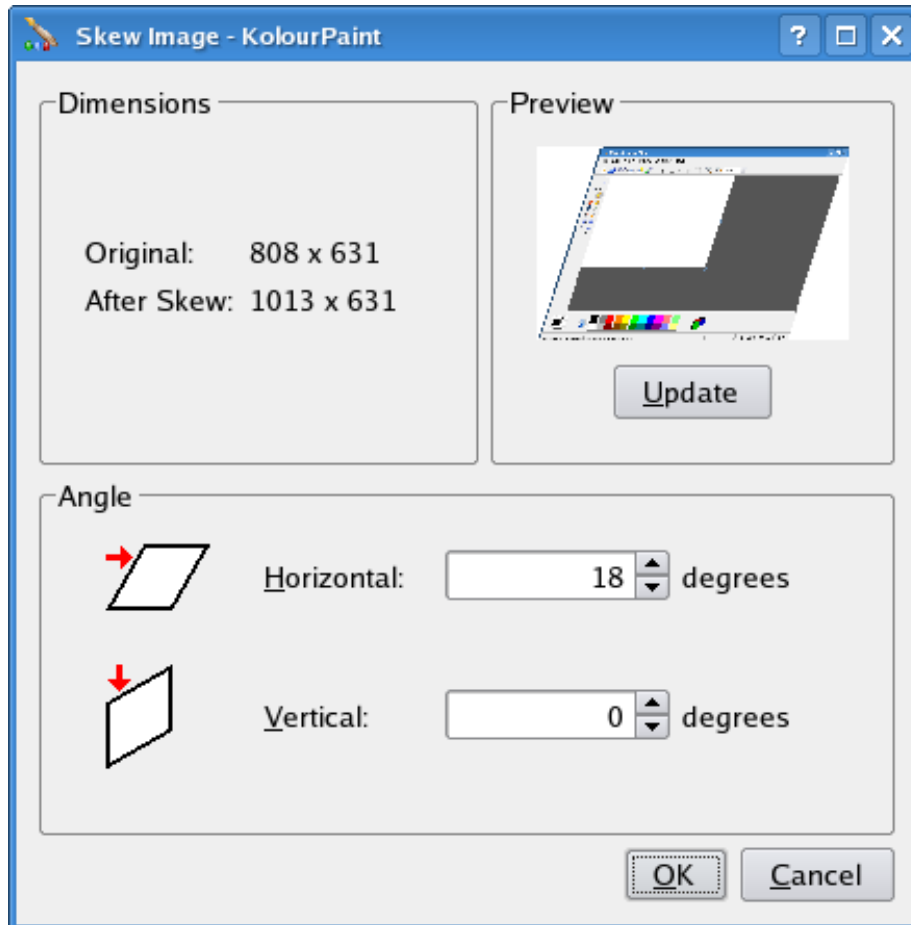 Skew Image - KolourPaint
Dimensions
Original: 808 x 631
After Skew: 1013 x 631
Preview
Update
Angle
Horizontal: 18 degrees
Vertical: 0 degrees
OK Cancel